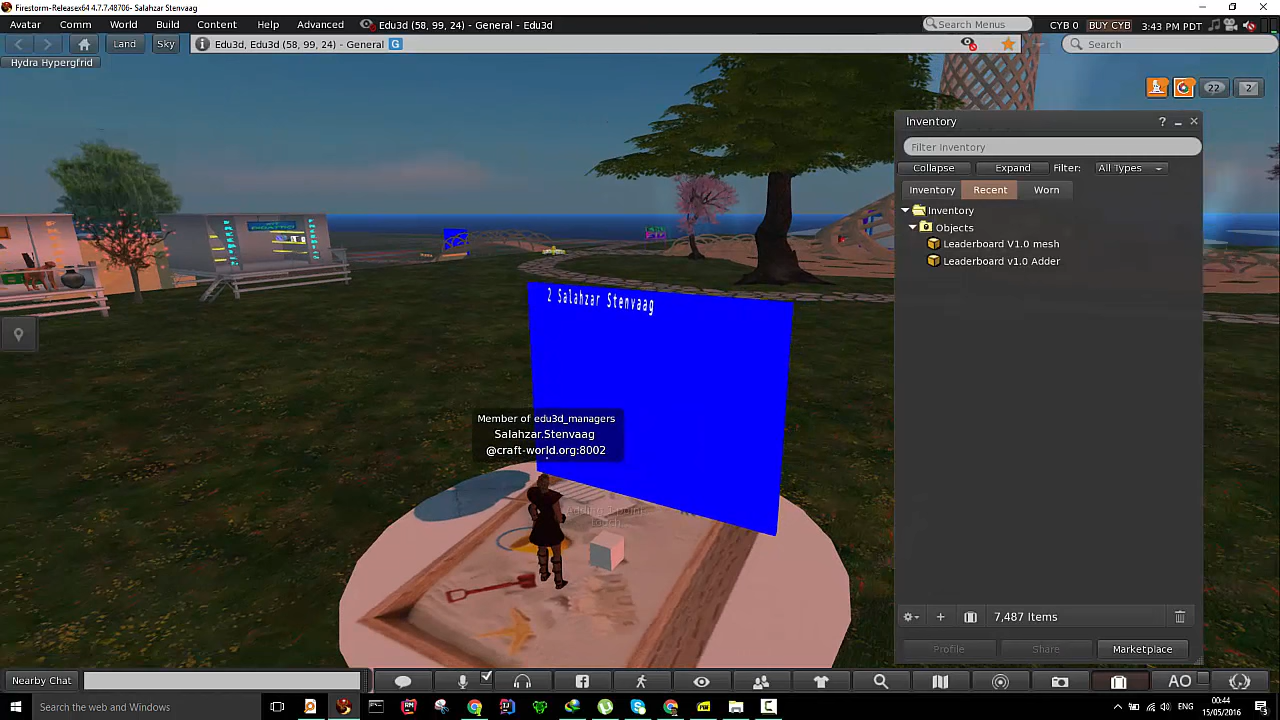 Firestorm-Releasex64 4.7.7.48706- Salahzar Stenvaag
Avatar Comm World Build Content Help Advanced Edu3d (58, 99, 24) - General - Edu3d
Search Menus
CYB 0 BUY CYB 3:43 PM PDT
Land Sky Edu3d, Edu3d (58, 99, 24) - General G
Search
Hydra Hypergfrid
22 2
Inventory
Filter Inventory
Collapse Expand Filter: All Types
Inventory Recent Worn
Inventory
Objects
Leaderboard V1.0 mesh
Leaderboard v1.0 Adder
2 Salahzar Stenvaag
Member of edu3d_managers
Salahzar.Stenvaag
@craft-world.org:8002
7,487 Items
Profile Share Marketplace
Nearby Chat
AO
Search the web and Windows
ENG
00:44
15/05/2016